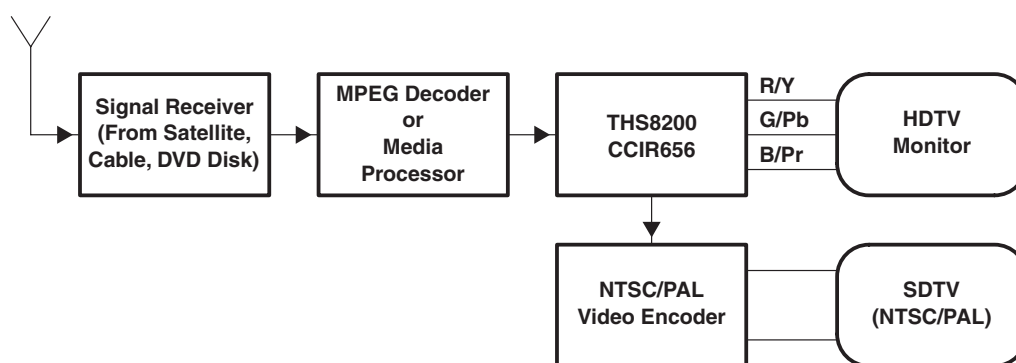 Signal Receiver
(From Satellite,
Cable, DVD Disk)
MPEG Decoder
or
Media
Processor
THS8200
CCIR656
R/Y
G/Pb
B/Pr
HDTV
Monitor
NTSC/PAL
Video Encoder
SDTV
(NTSC/PAL)